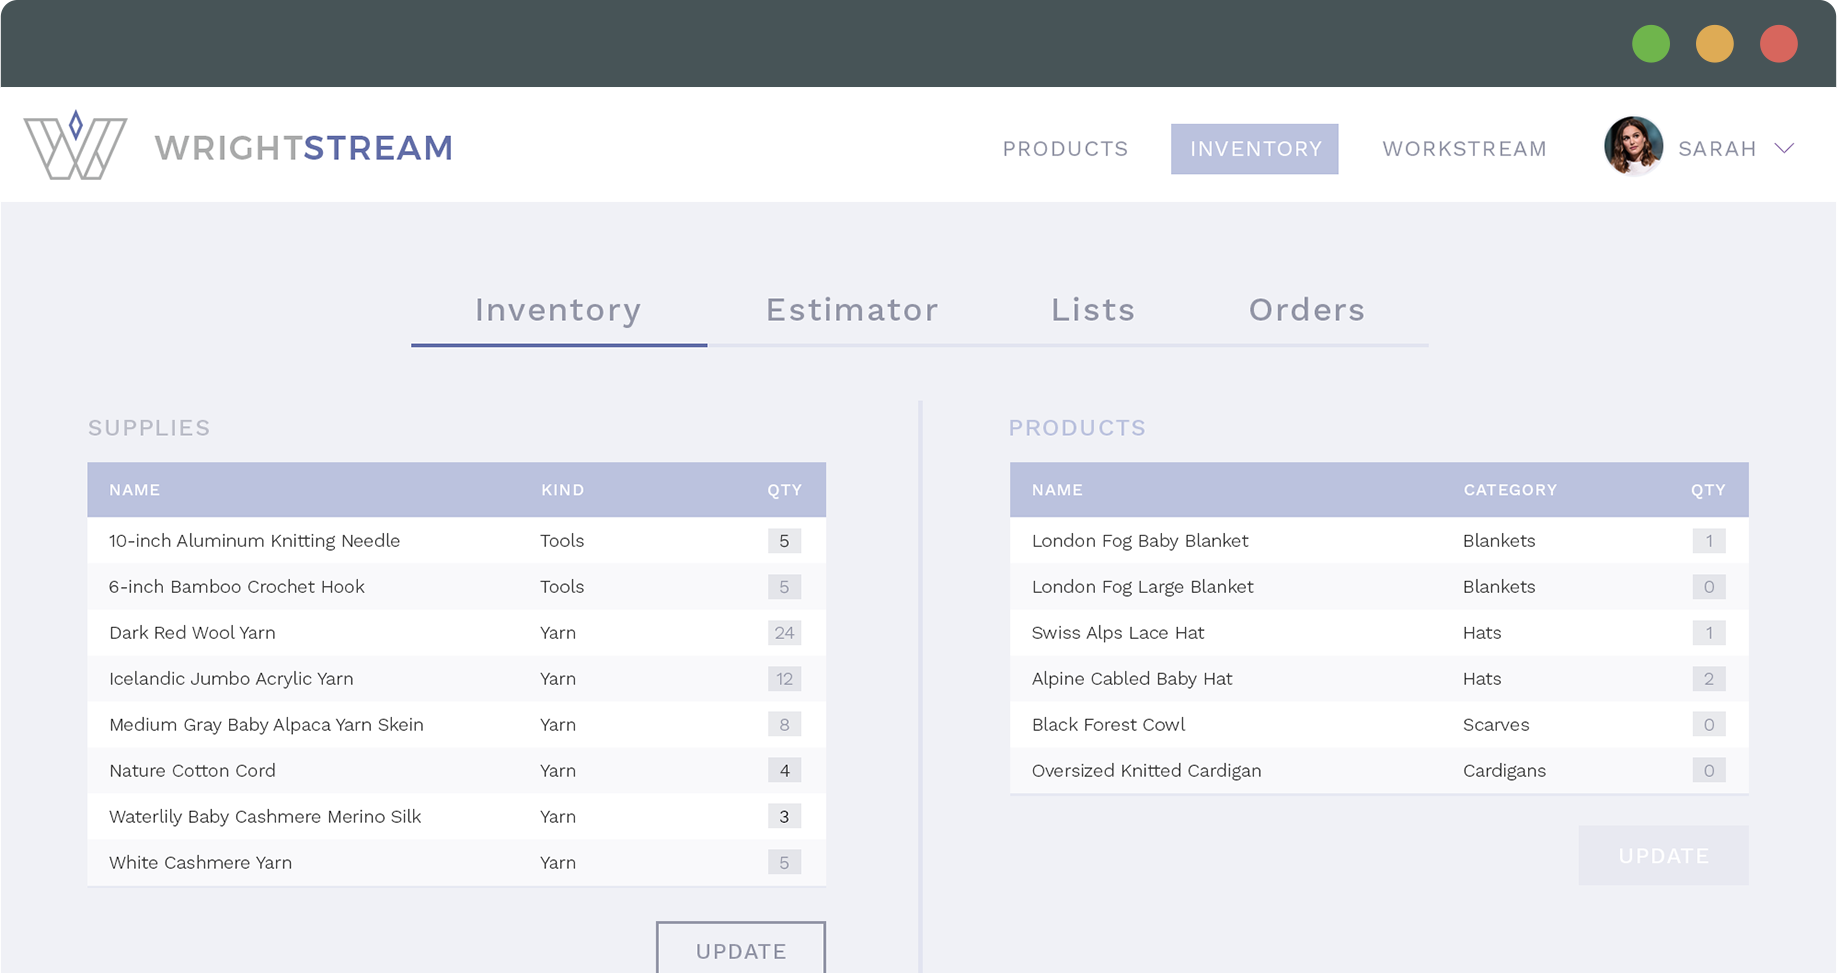 WRIGHTSTREAM
PRODUCTS INVENTORY WORKSTREAM SARAH
Inventory Estimator Lists Orders
SUPPLIES
NAME KIND QTY
10-inch Aluminum Knitting Needle Tools 5
6-inch Bamboo Crochet Hook Tools 5
Dark Red Wool Yarn Yarn 24
Icelandic Jumbo Acrylic Yarn Yarn 12
Medium Gray Baby Alpaca Yarn Skein Yarn 8
Nature Cotton Cord Yarn 4
Waterlily Baby Cashmere Merino Silk Yarn 3
White Cashmere Yarn Yarn 5
UPDATE
PRODUCTS
NAME CATEGORY QTY
London Fog Baby Blanket Blankets 1
London Fog Large Blanket Blankets 0
Swiss Alps Lace Hat Hats 1
Alpine Cabled Baby Hat Hats 2
Black Forest Cowl Scarves 0
Oversized Knitted Cardigan Cardigans 0
UPDATE